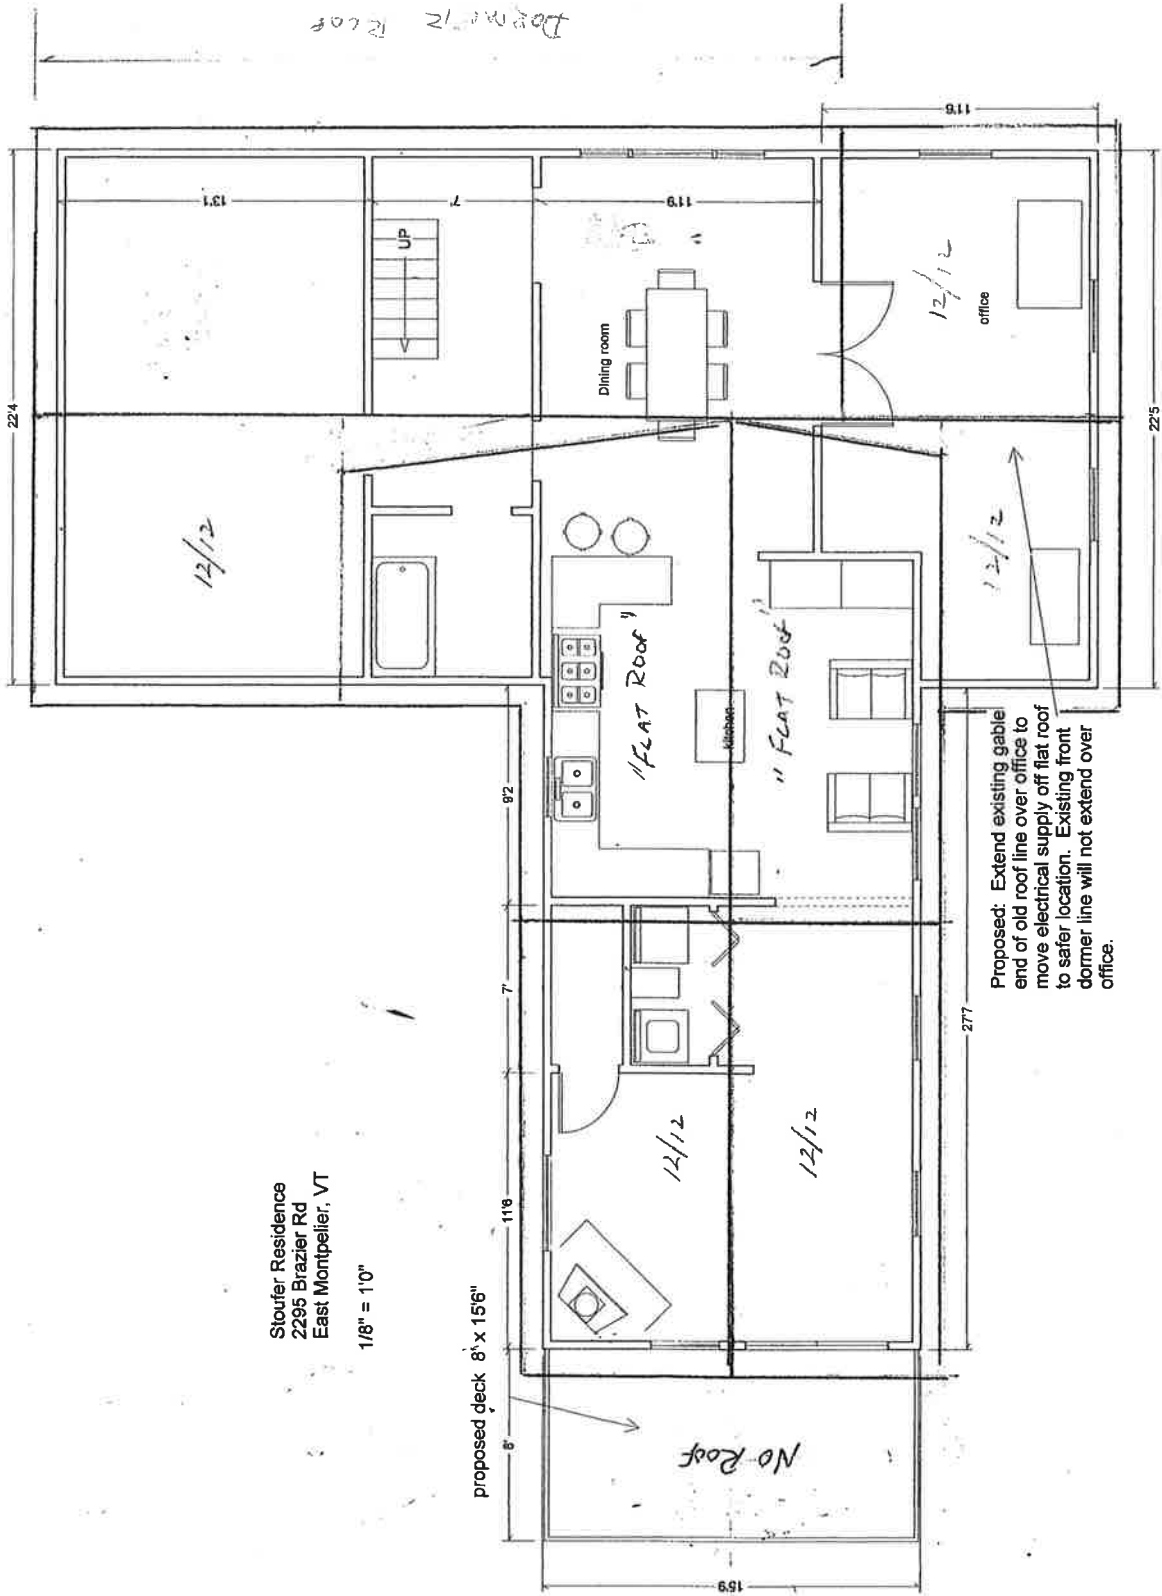 DORMER ROOF
22'4
11'6
13'1
7'
11'9
UP
Dining room
12/12
office
12/12
12/12
22'5
"FLAT ROOF"
kitchen
"FLAT ROOF"
9'2
7'
11'6
8'
27'7
Proposed: Extend existing gable
end of old roof line over office to
move electrical supply off flat roof
to safer location. Existing front
dormer line will not extend over
office.
12/12
12/12
Stoufer Residence
2295 Brazier Rd
East Montpelier, VT
1/8" = 1'0"
proposed deck 8' x 15'6"
NO ROOF
15'9